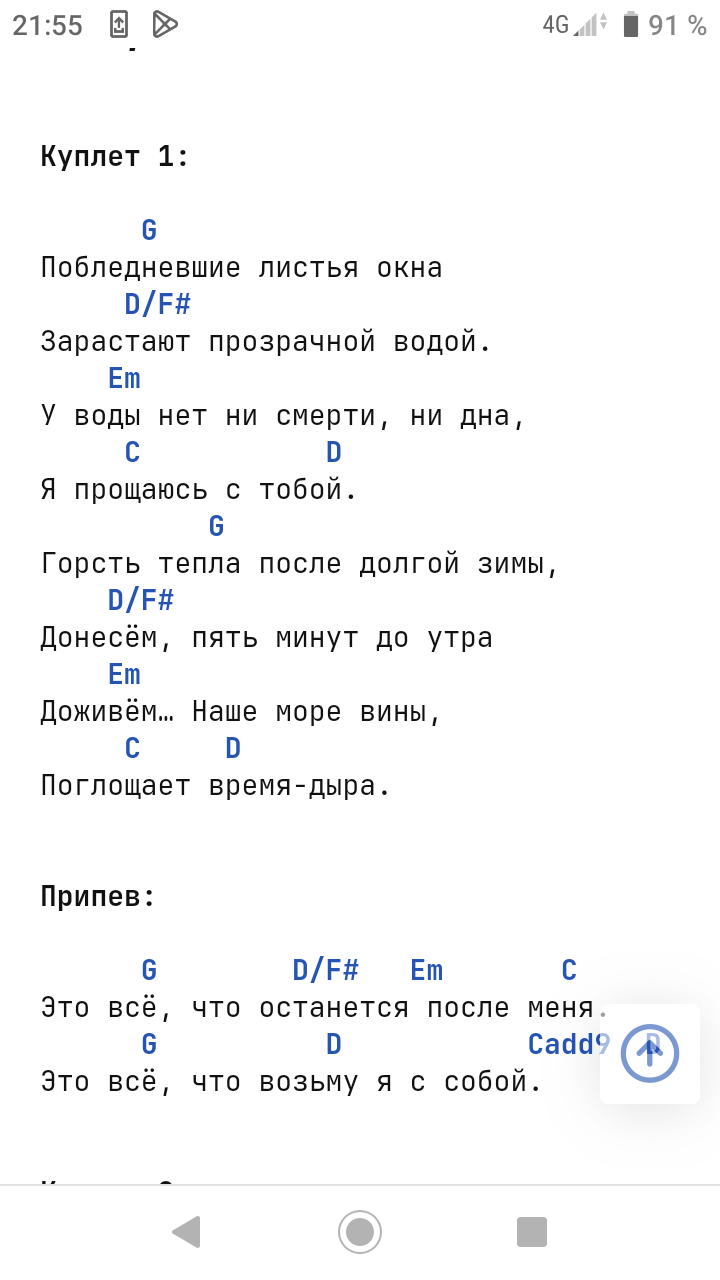 21:55 4G 91 %
Куплет 1:
G
Побледневшие листья окна
D/F#
Зарастают прозрачной водой.
Em
У воды нет ни смерти, ни дна,
C D
Я прощаюсь с тобой.
G
Горсть тепла после долгой зимы,
D/F#
Донесём, пять минут до утра
Em
Доживём… Наше море вины,
C D
Поглощает время-дыра.
Припев:
G D/F# Em C
Это всё, что останется после меня.
G D Cadd9 D
Это всё, что возьму я с собой.